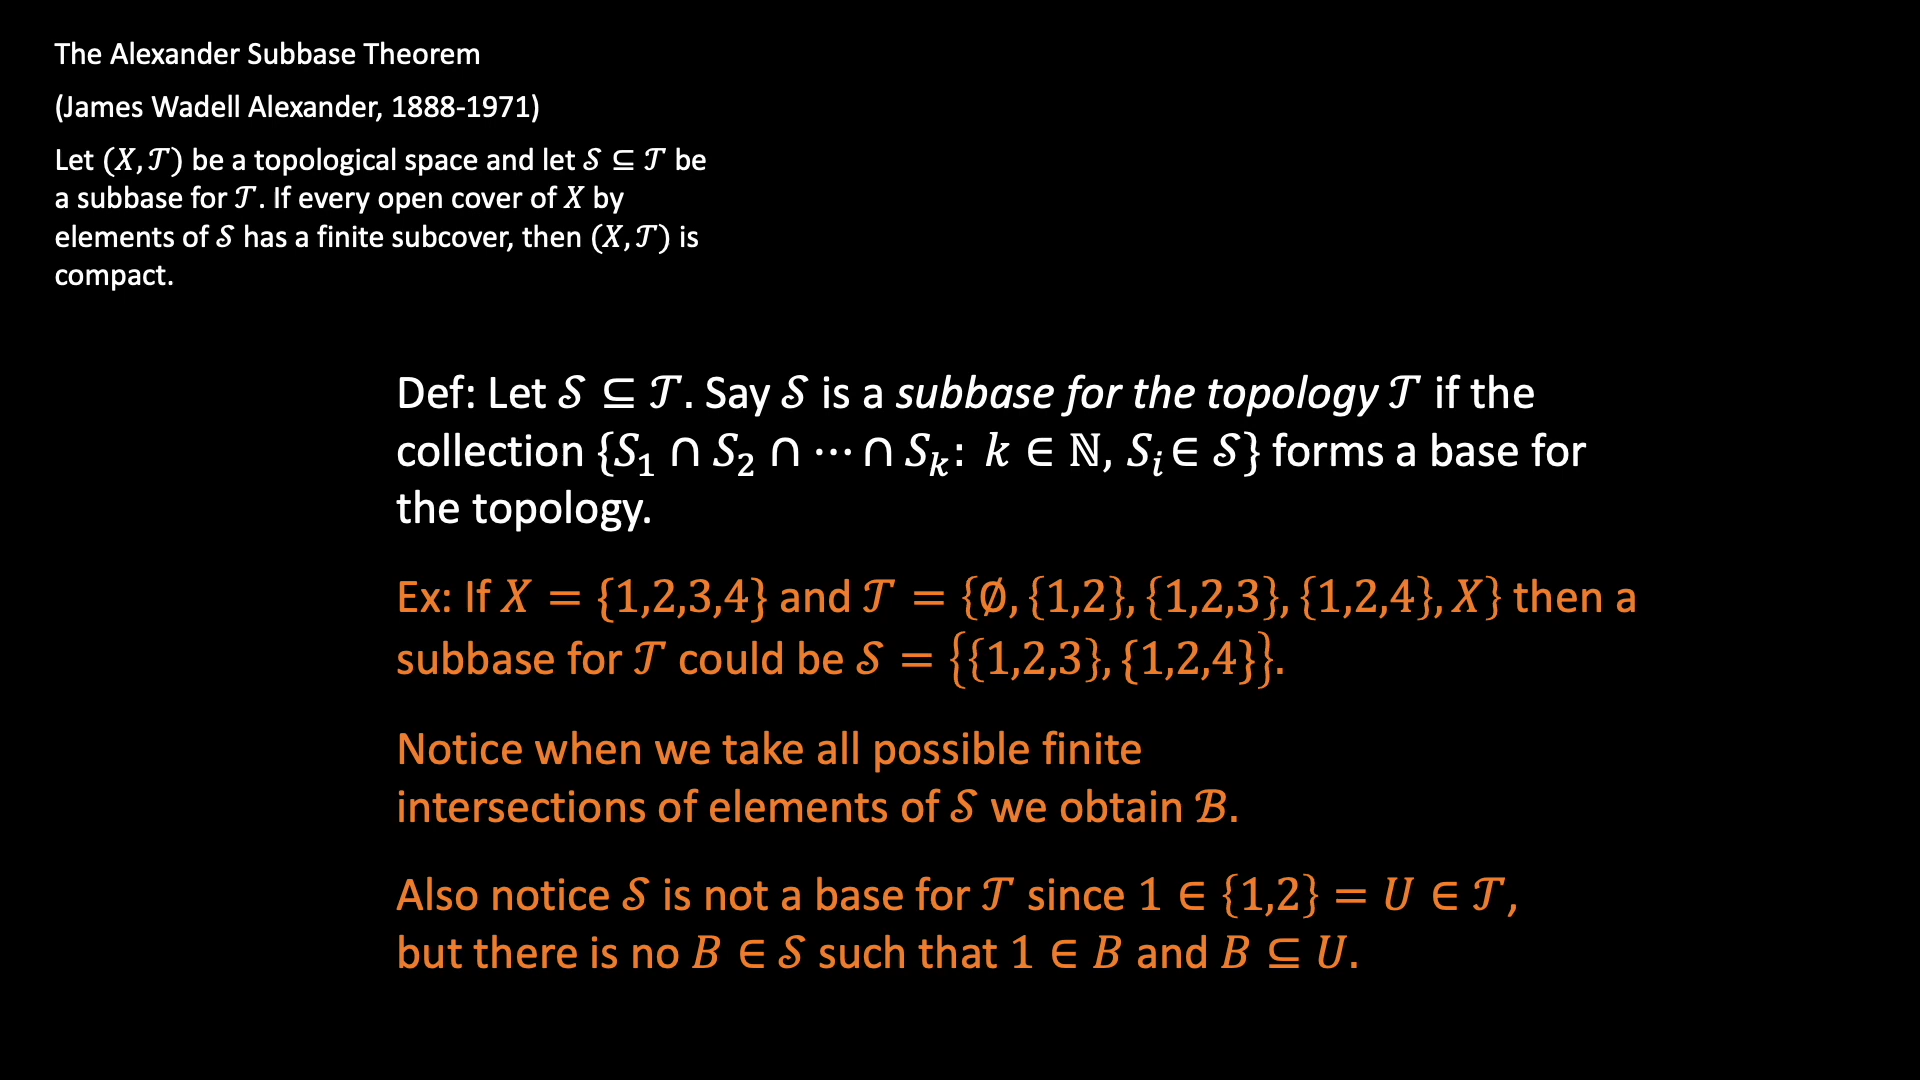 The Alexander Subbase Theorem
(James Wadell Alexander, 1888-1971)
Let (𝑋, 𝒯) be a topological space and let 𝒮 ⊆ 𝒯 be
a subbase for 𝒯. If every open cover of 𝑋 by
elements of 𝒮 has a finite subcover, then (𝑋, 𝒯) is
compact.
Def: Let 𝒮 ⊆ 𝒯. Say 𝒮 is a subbase for the topology 𝒯 if the
collection {𝑆₁ ∩ 𝑆₂ ∩ ⋯ ∩ 𝑆ₖ: 𝑘 ∈ ℕ, 𝑆ᵢ ∈ 𝒮} forms a base for
the topology.
Ex: If 𝑋 = {1,2,3,4} and 𝒯 = {∅, {1,2}, {1,2,3}, {1,2,4}, 𝑋} then a
subbase for 𝒯 could be 𝒮 = {{1,2,3}, {1,2,4}}.
Notice when we take all possible finite
intersections of elements of 𝒮 we obtain ℬ.
Also notice 𝒮 is not a base for 𝒯 since 1 ∈ {1,2} = 𝑈 ∈ 𝒯,
but there is no 𝐵 ∈ 𝒮 such that 1 ∈ 𝐵 and 𝐵 ⊆ 𝑈.